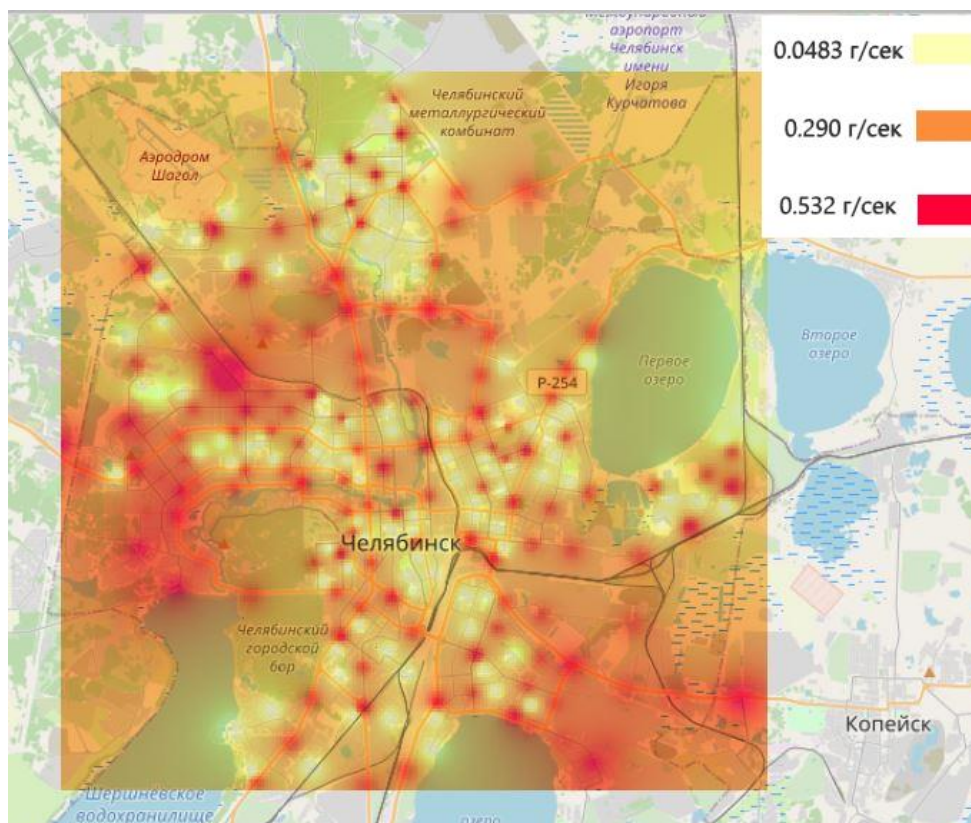 Международный
аэропорт
Челябинск
имени
Игоря
Курчатова
0.0483 г/сек
0.290 г/сек
0.532 г/сек
Челябинский
металлургический
комбинат
Аэродром
Шагол
Второе
озеро
Первое
озеро
Р-254
Челябинск
Челябинский
городской
бор
Копейск
Шершнёвское
водохранилище
озеро